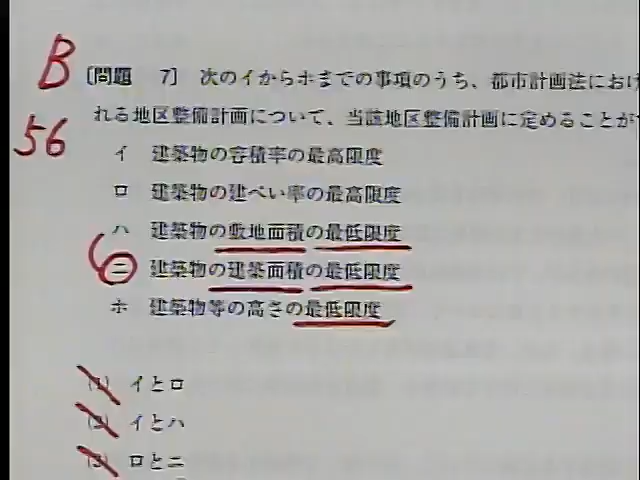 B
[問題 7] 次のイからホまでの事項のうち、都市計画法におけ
56
れる地区整備計画について、当該地区整備計画に定めることが
イ 建築物の容積率の最高限度
ロ 建築物の建ぺい率の最高限度
ハ 建築物の敷地面積の最低限度
ニ 建築物の建築面積の最低限度
ホ 建築物等の高さの最低限度
(1) イとロ
(2) イとハ
(3) ロとニ